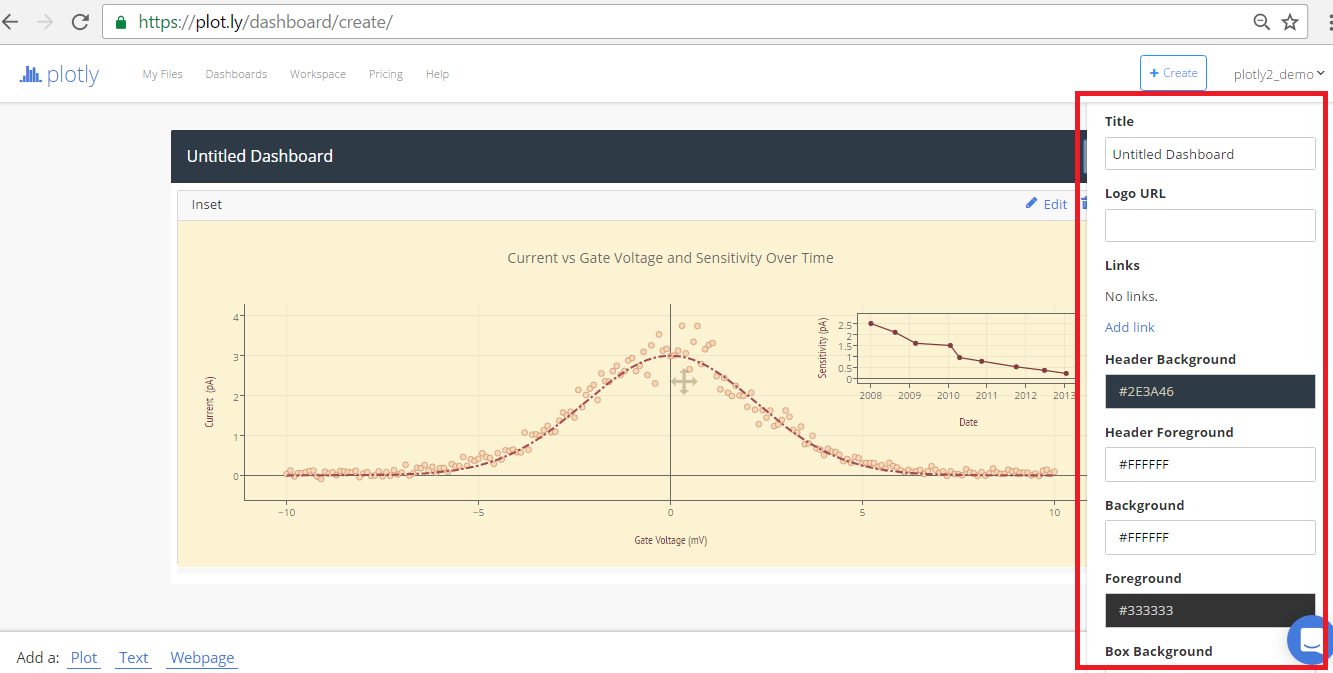 https://plot.ly/dashboard/create/
plotly
My Files
Dashboards
Workspace
Pricing
Help
+ Create
plotly2_demo
Untitled Dashboard
Inset
Edit
Current vs Gate Voltage and Sensitivity Over Time
4
3
2
1
0
Current (pA)
−10
−5
0
5
10
Gate Voltage (mV)
2.5
2
1.5
1
0.5
0
Sensitivity (pA)
2008
2009
2010
2011
2012
2013
Date
Title
Untitled Dashboard
Logo URL
Links
No links.
Add link
Header Background
#2E3A46
Header Foreground
#FFFFFF
Background
#FFFFFF
Foreground
#333333
Box Background
Add a: Plot Text Webpage